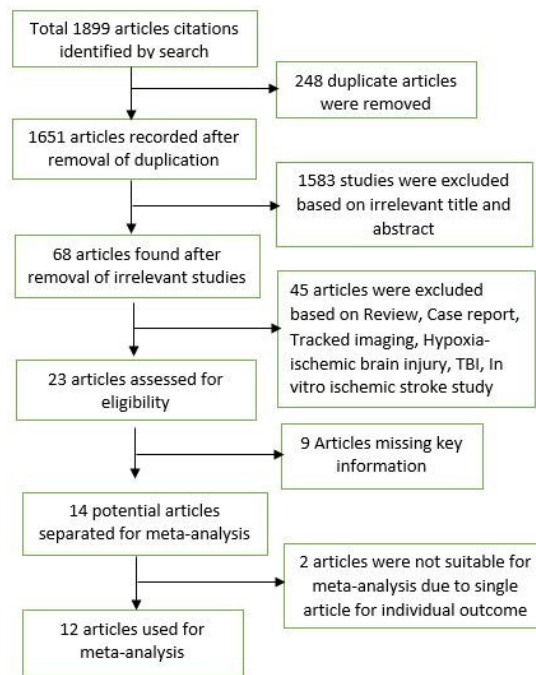 Total 1899 articles citations
identified by search
248 duplicate articles
were removed
1651 articles recorded after
removal of duplication
1583 studies were excluded
based on irrelevant title and
abstract
68 articles found after
removal of irrelevant studies
45 articles were excluded
based on Review, Case report,
Tracked imaging, Hypoxia-
ischemic brain injury, TBI, In
vitro ischemic stroke study
23 articles assessed for
eligibility
9 Articles missing key
information
14 potential articles
separated for meta-analysis
2 articles were not suitable for
meta-analysis due to single
article for individual outcome
12 articles used for
meta-analysis